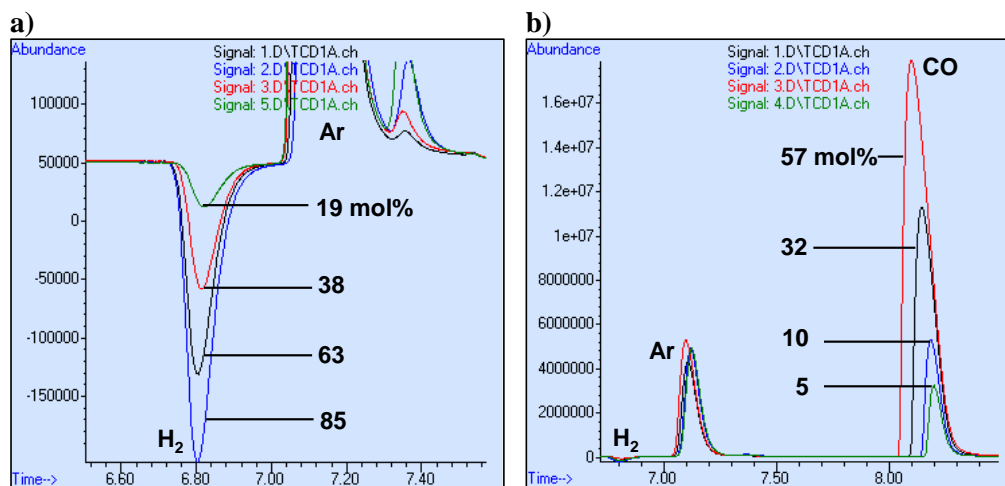 a)
Abundance
Signal: 1.D\TCD1A.ch
Signal: 2.D\TCD1A.ch
Signal: 3.D\TCD1A.ch
Signal: 5.D\TCD1A.ch
100000
Ar
50000
19 mol%
0
38
-50000
-100000
63
-150000
85
H₂
6.60 6.80 7.00 7.20 7.40
Time-->
b)
Abundance
Signal: 1.D\TCD1A.ch
Signal: 2.D\TCD1A.ch
Signal: 3.D\TCD1A.ch
Signal: 4.D\TCD1A.ch
CO
1.6e+07
57 mol%
1.4e+07
1.2e+07
32
1e+07
8000000
6000000
10
Ar
4000000
5
2000000
H₂
0
7.00 7.50 8.00
Time-->